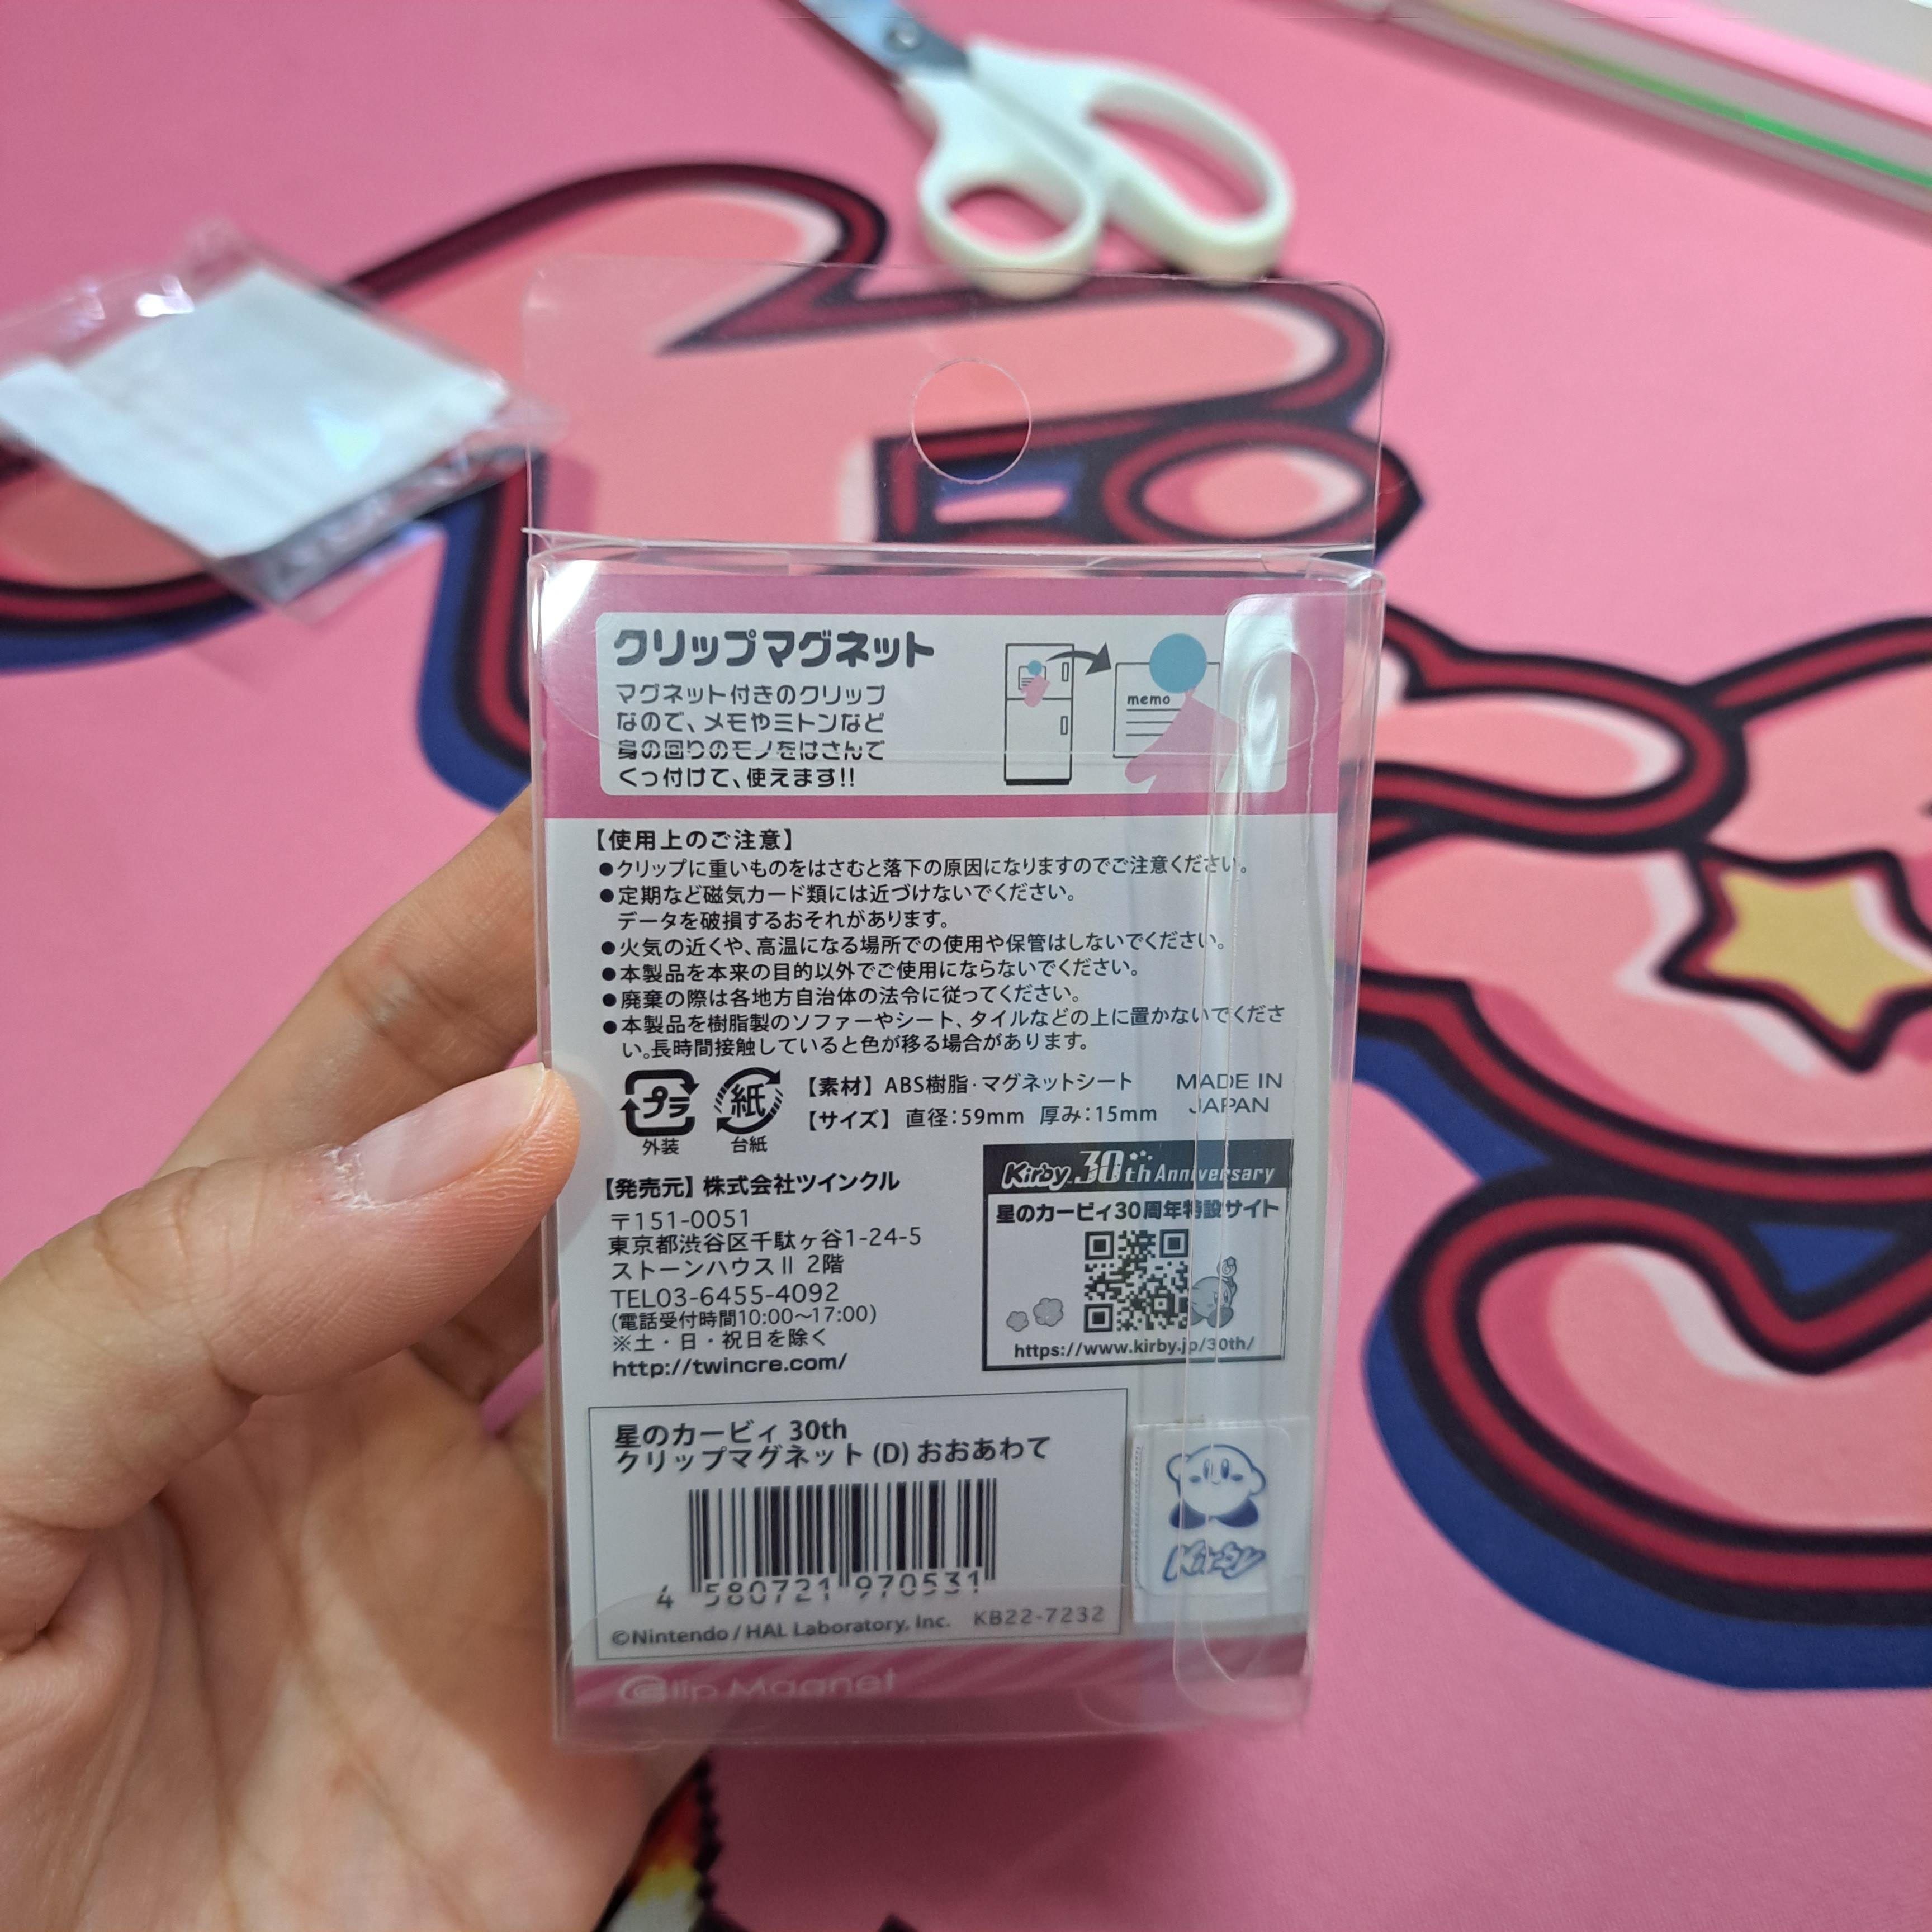 クリップマグネット
マグネット付きのクリップ
なので、メモやミトンなど
身の回りのモノをはさんで
くっ付けて、使えます!!
memo
【使用上のご注意】
●クリップに重いものをはさむと落下の原因になりますのでご注意ください。
●定期など磁気カード類には近づけないでください。
データを破損するおそれがあります。
●火気の近くや、高温になる場所での使用や保管はしないでください。
●本製品を本来の目的以外でご使用にならないでください。
●廃棄の際は各地方自治体の法令に従ってください。
●本製品を樹脂製のソファーやシート、タイルなどの上に置かないでくださ
い。長時間接触していると色が移る場合があります。
プラ
外装
紙
台紙
【素材】ABS樹脂・マグネットシート
【サイズ】直径:59mm 厚み:15mm
MADE IN
JAPAN
【発売元】株式会社ツインクル
〒151-0051
東京都渋谷区千駄ヶ谷1-24-5
ストーンハウスⅡ 2階
TEL03-6455-4092
(電話受付時間10:00〜17:00)
※土・日・祝日を除く
http://twincre.com/
Kirby 30th Anniversary
星のカービィ30周年特設サイト
https://www.kirby.jp/30th/
星のカービィ 30th
クリップマグネット (D) おおあわて
4 580721 970531
©Nintendo / HAL Laboratory, Inc. KB22-7232
Kirby
Clip Magnet